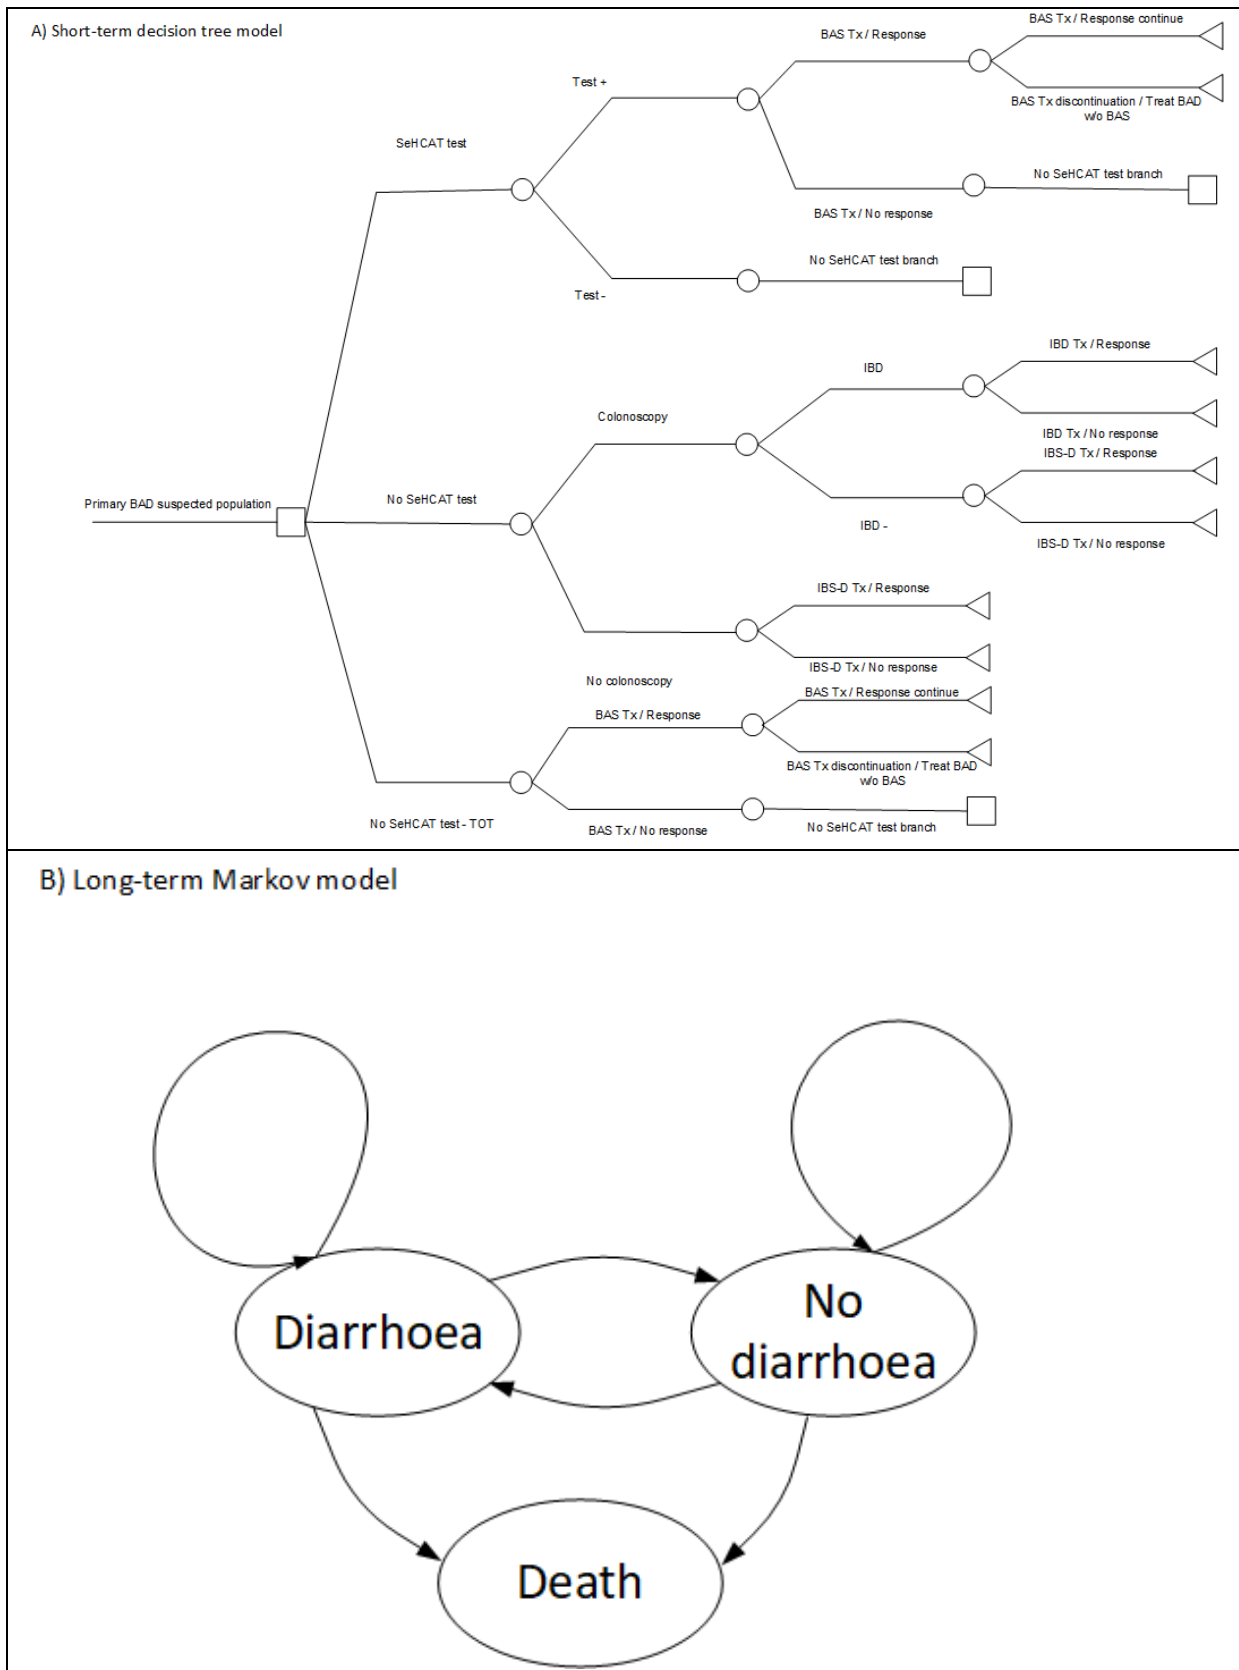 A) Short-term decision tree model
BAS Tx / Response continue
BAS Tx / Response
Test +
BAS Tx discontinuation / Treat BAD
w/o BAS
SeHCAT test
No SeHCAT test branch
BAS Tx / No response
No SeHCAT test branch
Test -
IBD Tx / Response
IBD
Colonoscopy
IBD Tx / No response
IBS-D Tx / Response
Primary BAD suspected population
No SeHCAT test
IBD -
IBS-D Tx / No response
IBS-D Tx / Response
IBS-D Tx / No response
No colonoscopy
BAS Tx / Response continue
BAS Tx / Response
BAS Tx discontinuation / Treat BAD
w/o BAS
No SeHCAT test - TOT
BAS Tx / No response
No SeHCAT test branch
B) Long-term Markov model
Diarrhoea
No
diarrhoea
Death